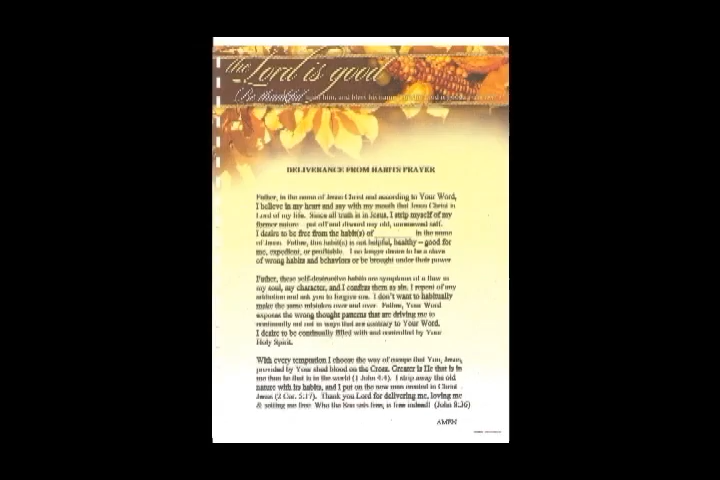 the Lord is good
Be thankful unto him, and bless his name
DELIVERANCE FROM HABITS PRAYER
Father, in the name of Jesus Christ and according to Your Word,
I believe in my heart and say with my mouth that Jesus Christ is
Lord of my life. Since all truth is in Jesus, I strip myself of my
former nature put off and discard my old, unrenewed self.
I desire to be free from the habit(s) of ________ in the name
of Jesus. Father, this habit(s) is not helpful, healthy – good for
me, expedient, or profitable. I no longer desire to be a slave
of wrong habits and behaviors or be brought under their power
Father, these self-destructive habits are symptoms of a flaw in
my soul, my character, and I confess them as sin. I repent of my
addiction and ask you to forgive me. I don't want to habitually
make the same mistakes over and over. Father, Your Word
exposes the wrong thought patterns that are driving me to
continually act out in ways that are contrary to Your Word.
I desire to be continually filled with and controlled by Your
Holy Spirit.
With every temptation I choose the way of escape that You, Jesus,
provided by Your shed blood on the Cross. Greater is He that is in
me than he that is in the world (1 John 4:4). I strip away the old
nature with its habits, and I put on the new man created in Christ
Jesus (2 Cor. 5:17). Thank you Lord for delivering me, loving me
& setting me free. Who the Son sets free, is free indeed! (John 8:36)
AMEN